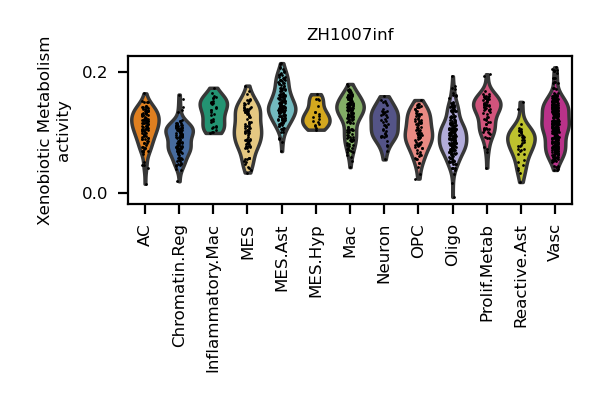 ZH1007inf
Xenobiotic Metabolism
activity
0.2
0.0
AC
Chromatin.Reg
Inflammatory.Mac
MES
MES.Ast
MES.Hyp
Mac
Neuron
OPC
Oligo
Prolif.Metab
Reactive.Ast
Vasc